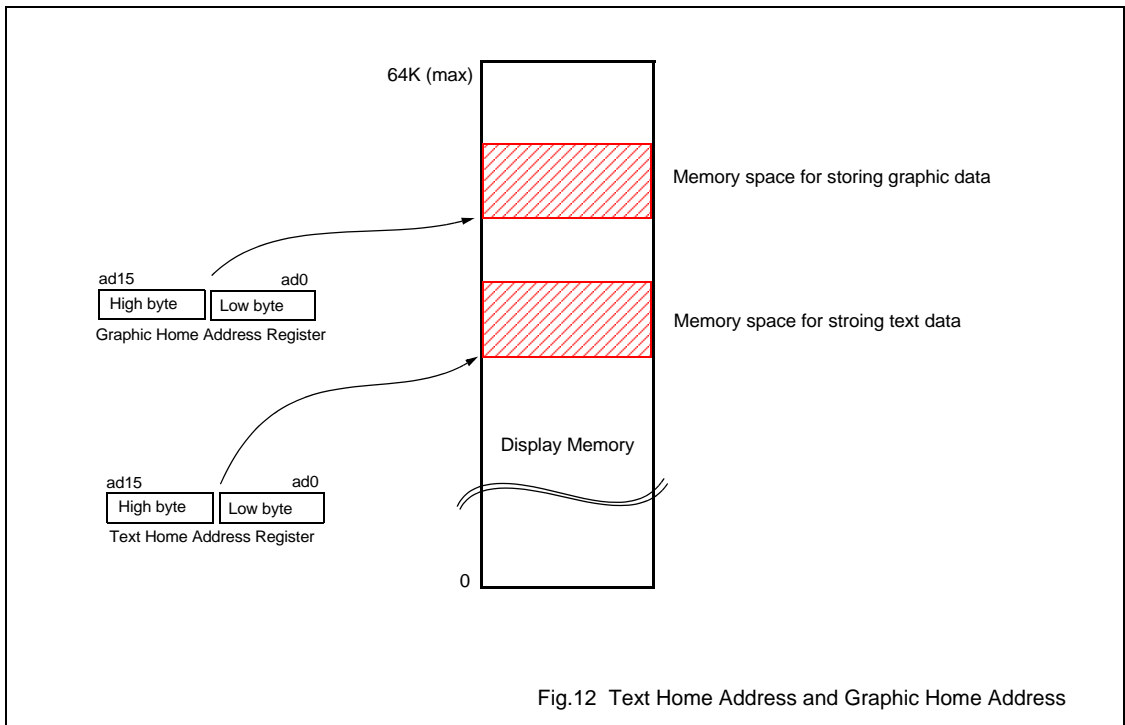 64K (max)
Memory space for storing graphic data
ad15 ad0
High byte Low byte
Graphic Home Address Register
Memory space for stroing text data
Display Memory
ad15 ad0
High byte Low byte
Text Home Address Register
0
Fig.12 Text Home Address and Graphic Home Address